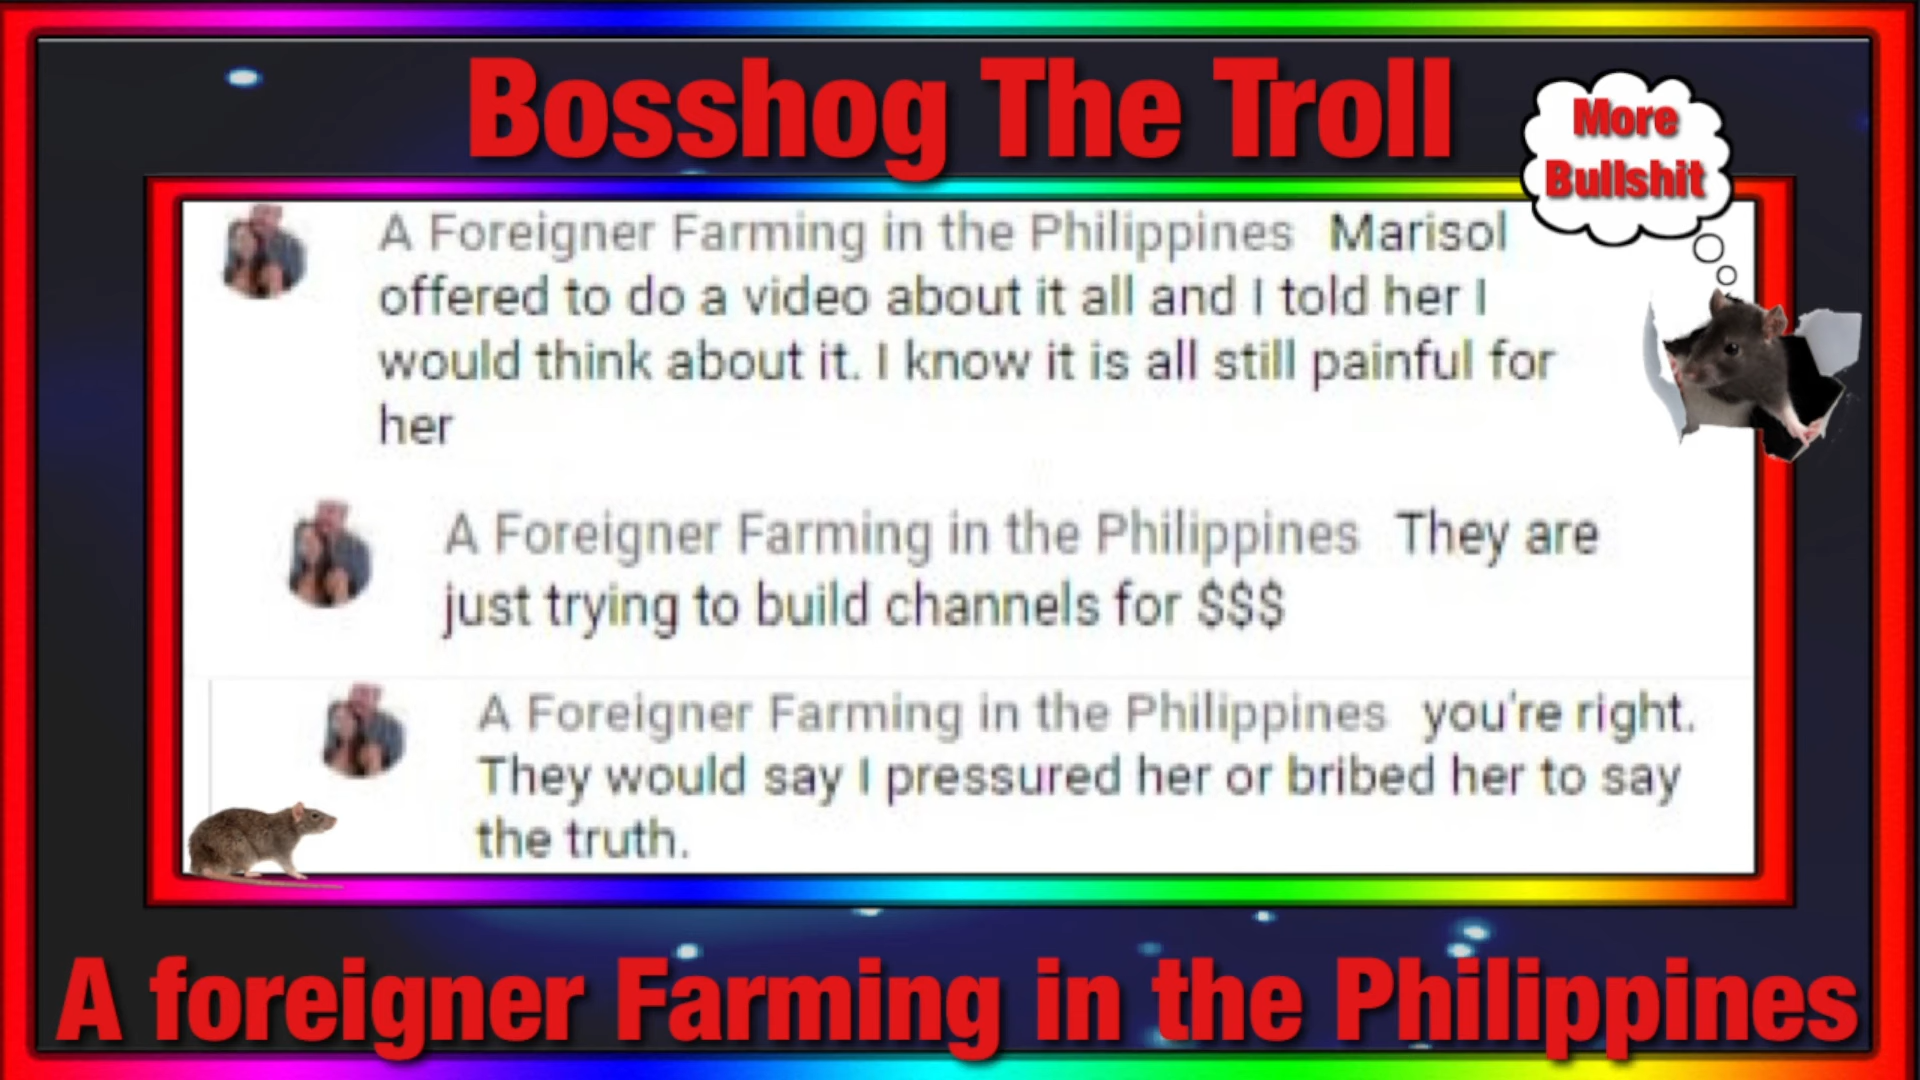 Bosshog The Troll
More
Bullshit
A Foreigner Farming in the Philippines Marisol
offered to do a video about it all and I told her I
would think about it. I know it is all still painful for
her
A Foreigner Farming in the Philippines They are
just trying to build channels for $$$
A Foreigner Farming in the Philippines you're right.
They would say I pressured her or bribed her to say
the truth.
A foreigner Farming in the Philippines